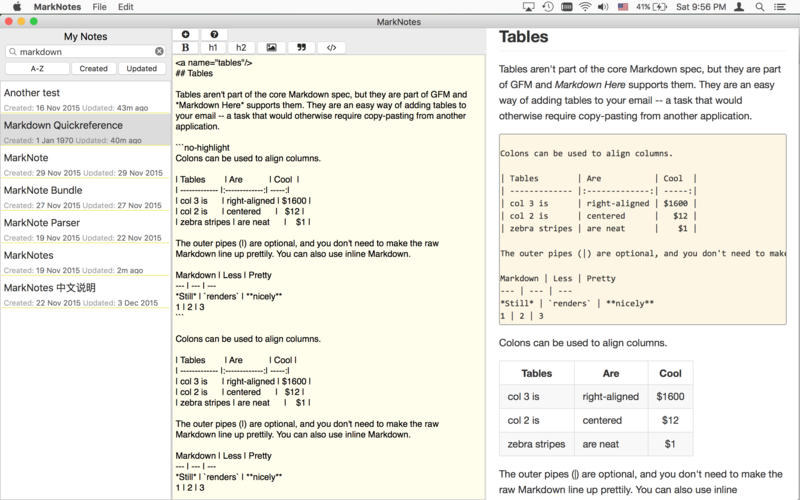 MarkNotes File Edit 41% Sat 9:56 PM
MarkNotes
My Notes
markdown
A-Z Created Updated
Another test
Created: 16 Nov 2015 Updated: 43m ago
Markdown Quickreference
Created: 1 Jan 1970 Updated: 40m ago
MarkNote
Created: 29 Nov 2015 Updated: 29 Nov 2015
MarkNote Bundle
Created: 27 Nov 2015 Updated: 27 Nov 2015
MarkNote Parser
Created: 19 Nov 2015 Updated: 22 Nov 2015
MarkNotes
Created: 19 Nov 2015 Updated: 2m ago
MarkNotes 中文说明
Created: 22 Nov 2015 Updated: 3 Dec 2015
B h1 h2 </>
<a name="tables"/>
## Tables
Tables aren't part of the core Markdown spec, but they are part of GFM and
*Markdown Here* supports them. They are an easy way of adding tables to
your email -- a task that would otherwise require copy-pasting from another
application.
```no-highlight
Colons can be used to align columns.
| Tables | Are | Cool |
| ------------- |:-------------:| -----:|
| col 3 is | right-aligned | $1600 |
| col 2 is | centered | $12 |
| zebra stripes | are neat | $1 |
The outer pipes (|) are optional, and you don't need to make the raw
Markdown line up prettily. You can also use inline Markdown.
Markdown | Less | Pretty
--- | --- | ---
*Still* | `renders` | **nicely**
1 | 2 | 3
```
Colons can be used to align columns.
| Tables | Are | Cool |
| ------------- |:-------------:| -----:|
| col 3 is | right-aligned | $1600 |
| col 2 is | centered | $12 |
| zebra stripes | are neat | $1 |
The outer pipes (|) are optional, and you don't need to make the raw
Markdown line up prettily. You can also use inline Markdown.
Markdown | Less | Pretty
--- | --- | ---
*Still* | `renders` | **nicely**
1 | 2 | 3
Tables
Tables aren't part of the core Markdown spec, but they are part
of GFM and Markdown Here supports them. They are an easy
way of adding tables to your email -- a task that would
otherwise require copy-pasting from another application.
Colons can be used to align columns.
| Tables | Are | Cool |
| ------------- |:-------------:| -----:|
| col 3 is | right-aligned | $1600 |
| col 2 is | centered | $12 |
| zebra stripes | are neat | $1 |
The outer pipes (|) are optional, and you don't need to make
Markdown | Less | Pretty
--- | --- | ---
*Still* | `renders` | **nicely**
1 | 2 | 3
Colons can be used to align columns.
Tables Are Cool
col 3 is right-aligned $1600
col 2 is centered $12
zebra stripes are neat $1
The outer pipes (|) are optional, and you don't need to make the
raw Markdown line up prettily. You can also use inline